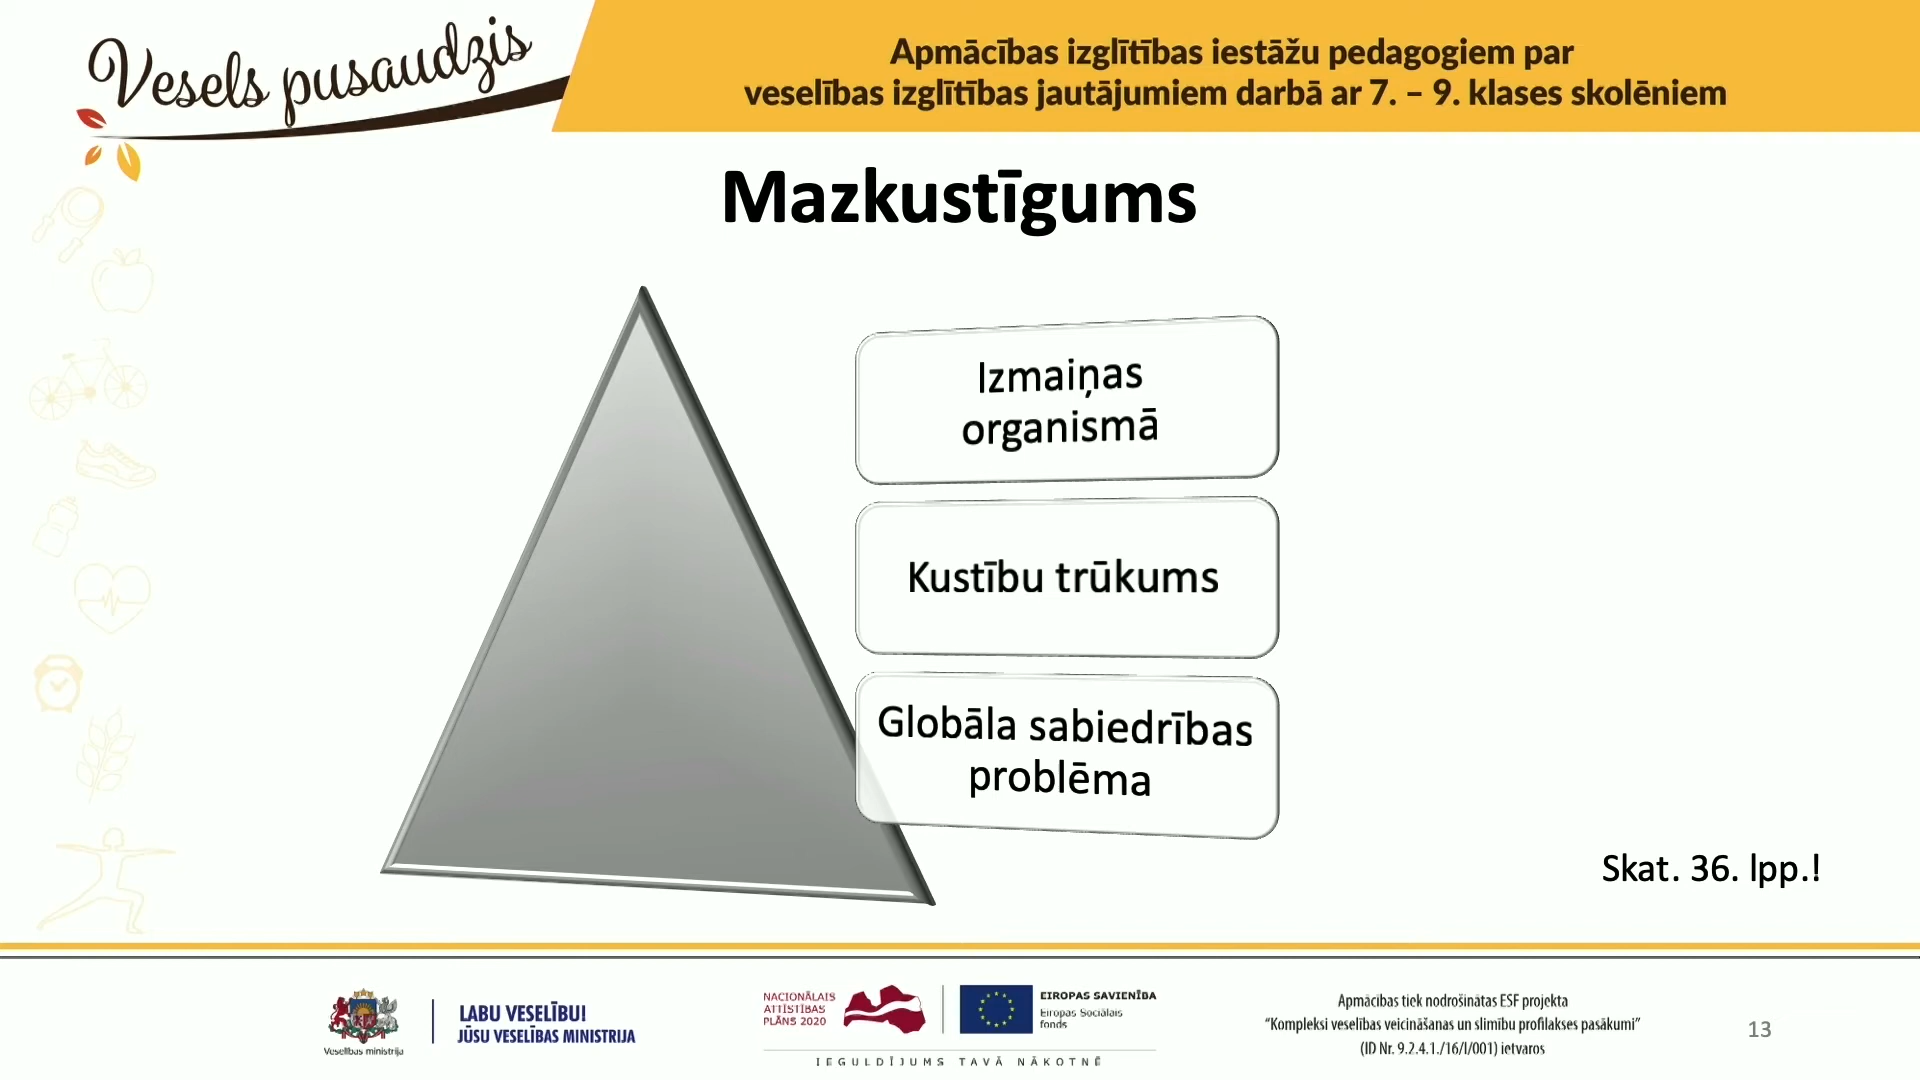 Vesels pusaudzis
Apmācības izglītības iestāžu pedagogiem par
veselības izglītības jautājumiem darbā ar 7. – 9. klases skolēniem
Mazkustīgums
Izmaiņas
organismā
Kustību trūkums
Globāla sabiedrības
problēma
Skat. 36. lpp.!
Veselības ministrija
LABU VESELĪBU!
JŪSU VESELĪBAS MINISTRIJA
NACIONĀLAIS
ATTĪSTĪBAS
PLĀNS 2020
EIROPAS SAVIENĪBA
Eiropas Sociālais
fonds
IEGULDĪJUMS TAVĀ NĀKOTNĒ
Apmācības tiek nodrošinātas ESF projekta
“Kompleksi veselības veicināšanas un slimību profilakses pasākumi”
(ID Nr. 9.2.4.1./16/I/001) ietvaros
13